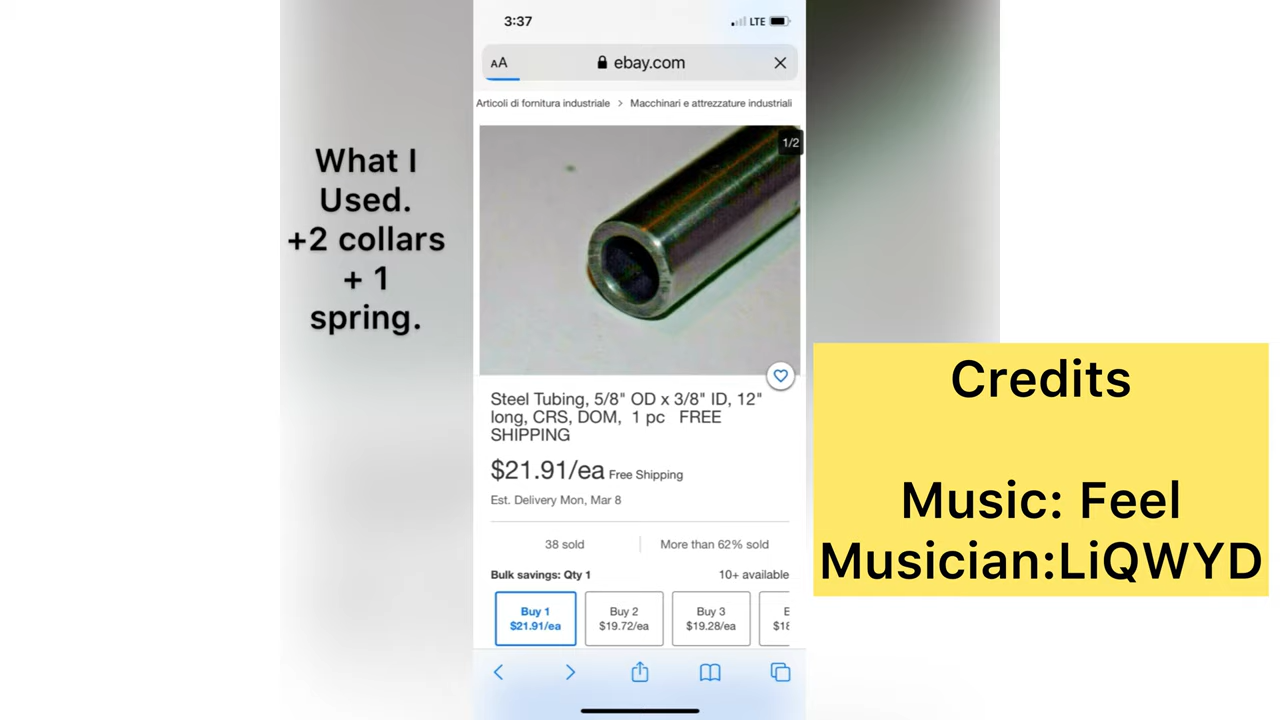 What I
Used.
+2 collars
+ 1
spring.
3:37
LTE
AA
ebay.com
Articoli di fornitura industriale > Macchinari e attrezzature industriali
1/2
Steel Tubing, 5/8" OD x 3/8" ID, 12"
long, CRS, DOM, 1 pc FREE
SHIPPING
$21.91/ea Free Shipping
Est. Delivery Mon, Mar 8
38 sold
More than 62% sold
Bulk savings: Qty 1
10+ available
Buy 1
$21.91/ea
Buy 2
$19.72/ea
Buy 3
$19.28/ea
Credits
Music: Feel
Musician:LiQWYD